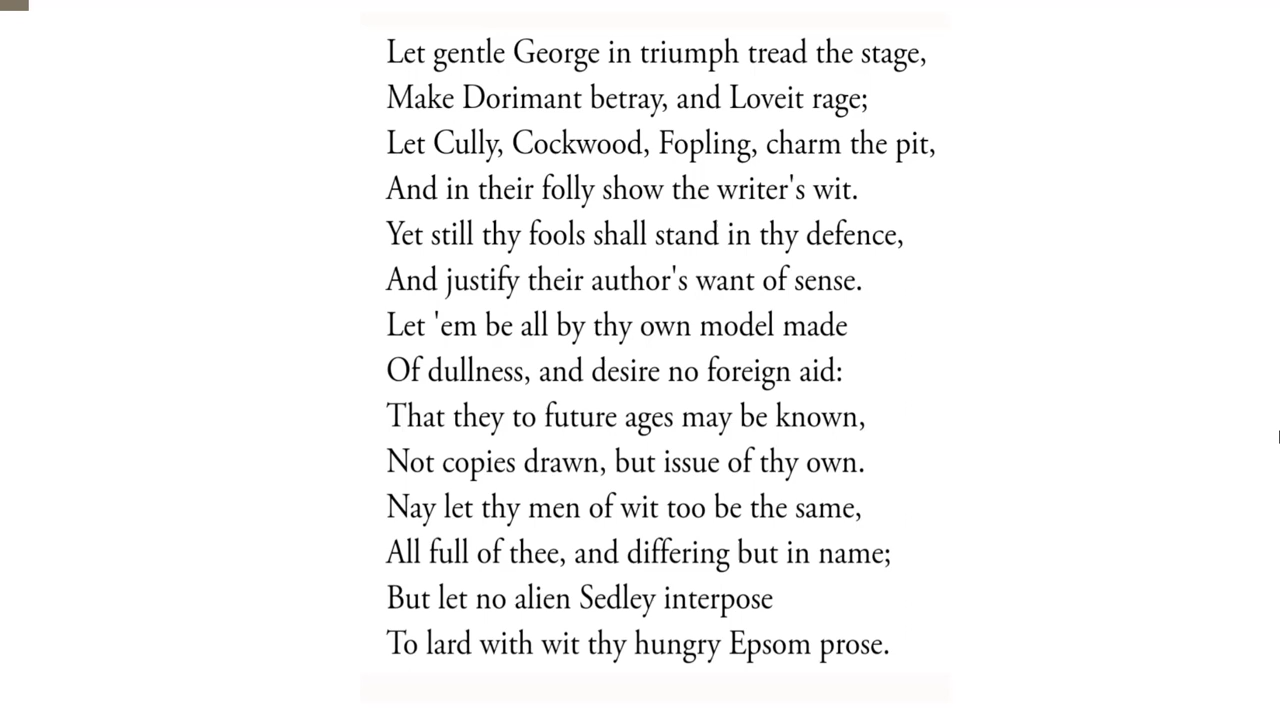 Let gentle George in triumph tread the stage,
Make Dorimant betray, and Loveit rage;
Let Cully, Cockwood, Fopling, charm the pit,
And in their folly show the writer's wit.
Yet still thy fools shall stand in thy defence,
And justify their author's want of sense.
Let 'em be all by thy own model made
Of dullness, and desire no foreign aid:
That they to future ages may be known,
Not copies drawn, but issue of thy own.
Nay let thy men of wit too be the same,
All full of thee, and differing but in name;
But let no alien Sedley interpose
To lard with wit thy hungry Epsom prose.